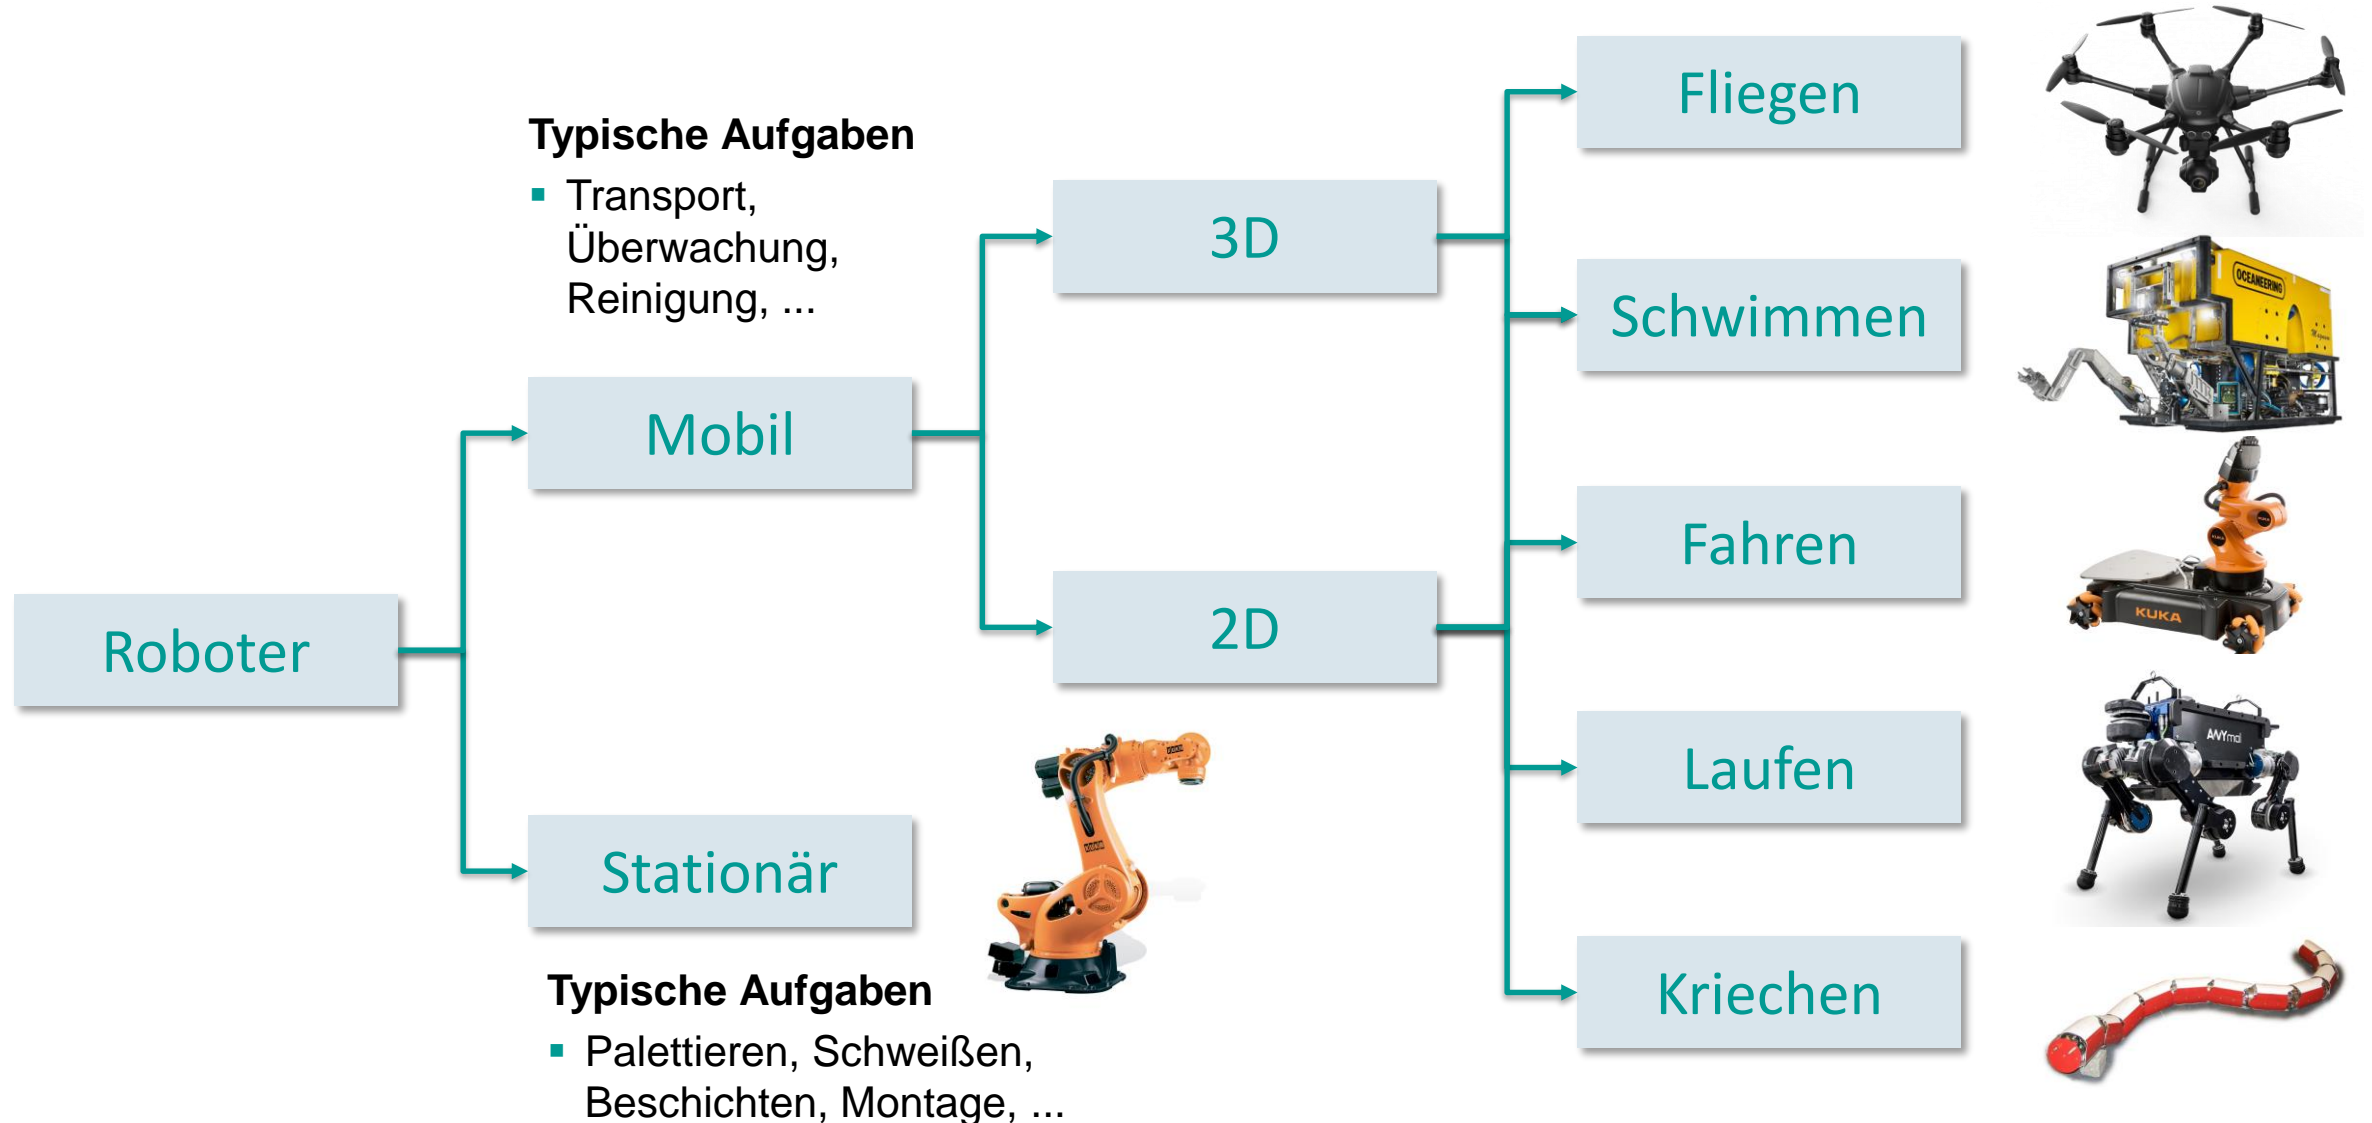 Fliegen
Typische Aufgaben
Transport,
Überwachung,
Reinigung, ...
3D
OCEANEERING
Schwimmen
Mobil
Fahren
KUKA
2D
Roboter
ANYmal
Laufen
Stationär
Typische Aufgaben
Kriechen
Palettieren, Schweißen,
Beschichten, Montage, ...